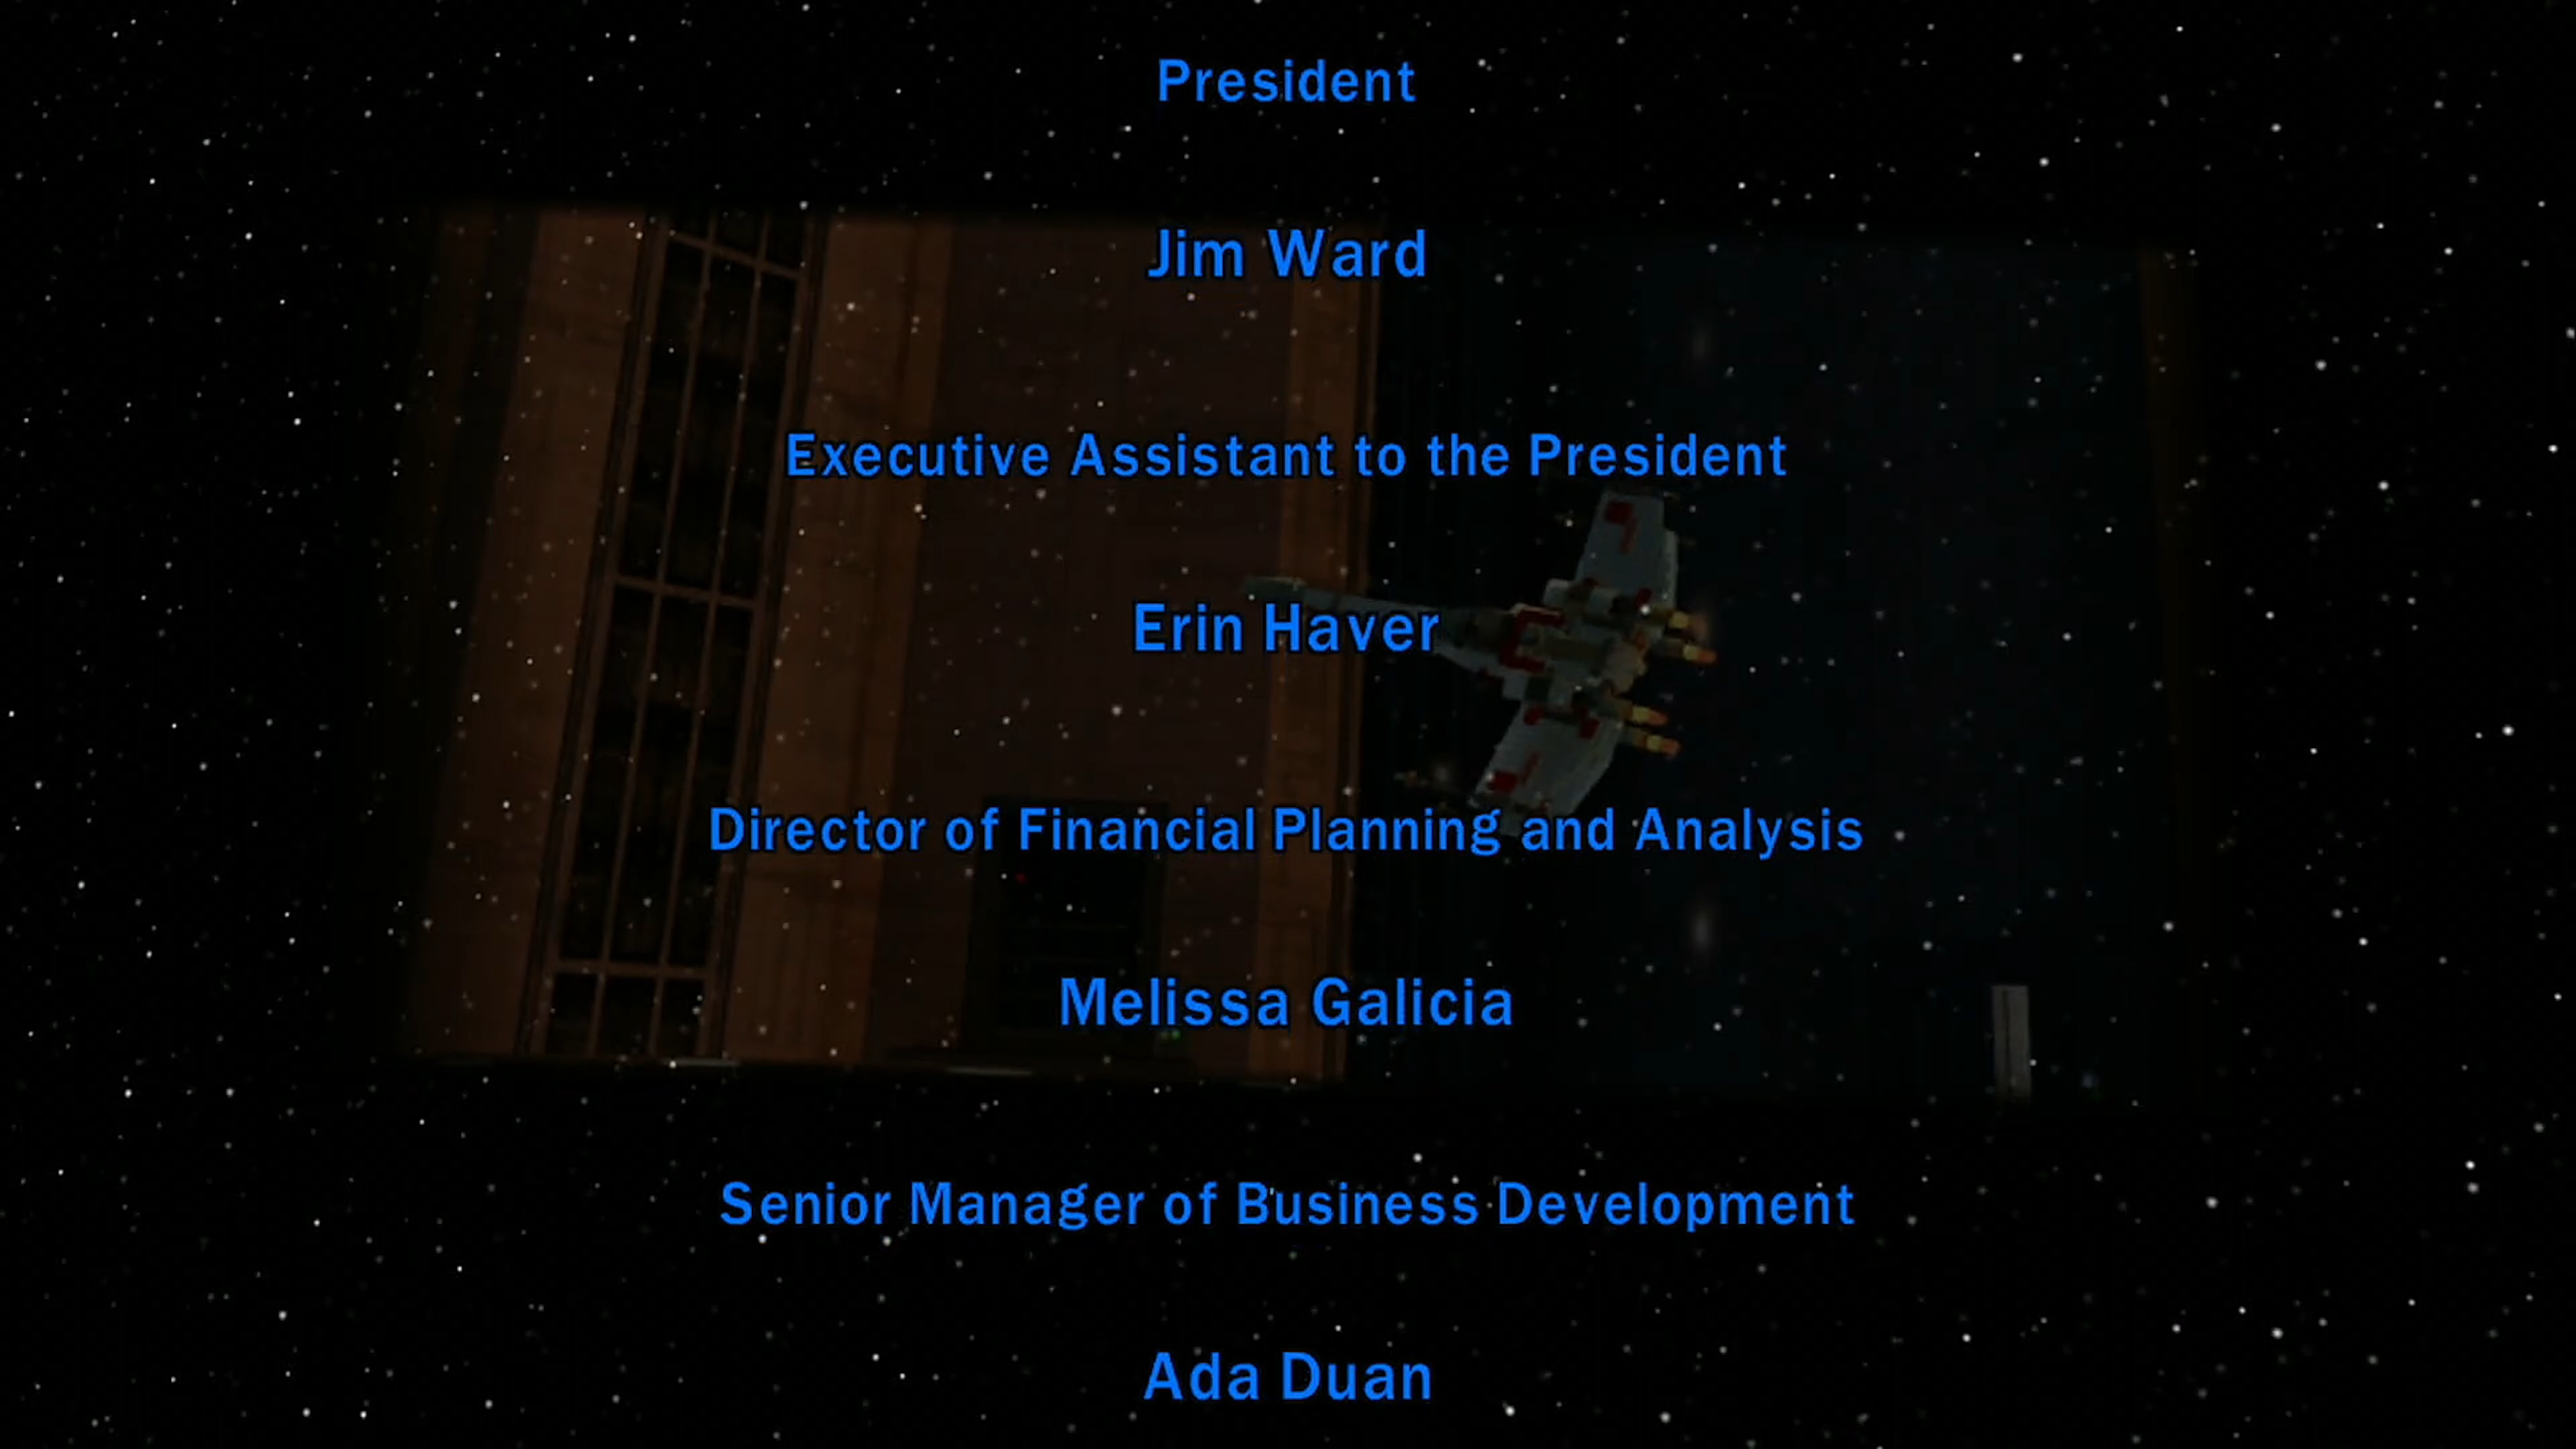 President
Jim Ward
Executive Assistant to the President
Erin Haver
Director of Financial Planning and Analysis
Melissa Galicia
Senior Manager of Business Development
Ada Duan